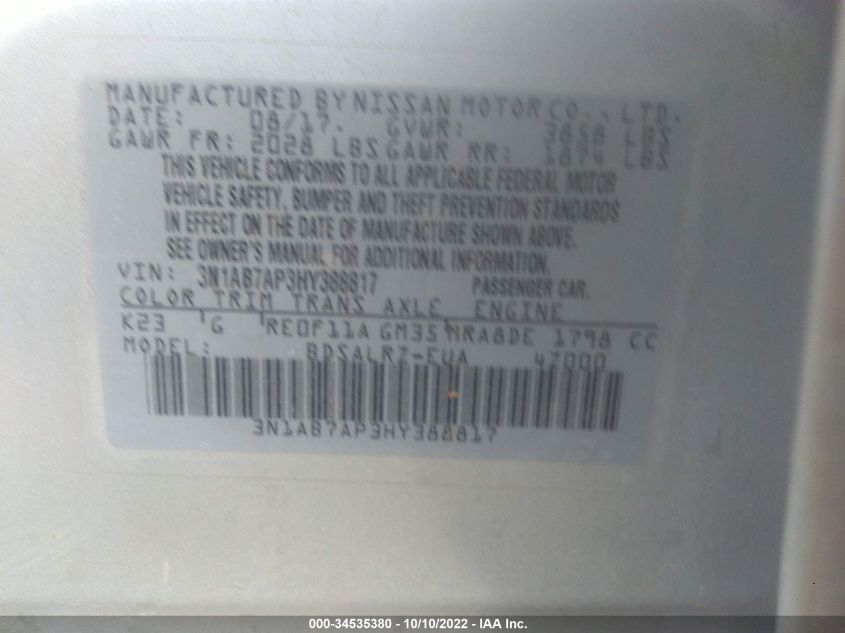 MANUFACTURED BY NISSAN MOTOR CO., LTD.
DATE: 08/17. GVWR: 3858 LBS
GAWR FR: 2028 LBS GAWR RR: 1874 LBS
THIS VEHICLE CONFORMS TO ALL APPLICABLE FEDERAL MOTOR
VEHICLE SAFETY, BUMPER AND THEFT PREVENTION STANDARDS
IN EFFECT ON THE DATE OF MANUFACTURE SHOWN ABOVE.
SEE OWNER'S MANUAL FOR ADDITIONAL INFORMATION.
VIN: 3N1AB7AP3HY388817 PASSENGER CAR.
COLOR TRIM TRANS AXLE ENGINE
K23 G RE0F11A GM35 MRA8DE 1798 CC
MODEL: BDSALRZ-EUA 47000
3N1AB7AP3HY388817
000-34535380 - 10/10/2022 - IAA Inc.